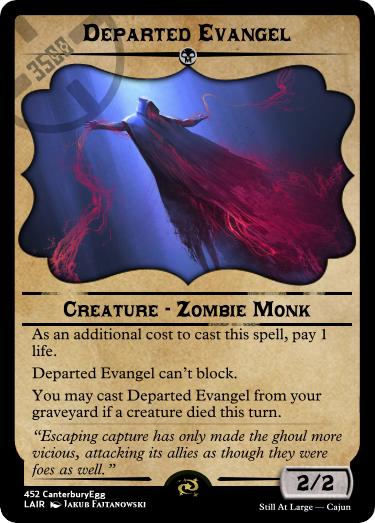 3500
DEPARTED EVANGEL
CREATURE - ZOMBIE MONK
As an additional cost to cast this spell, pay 1
life.
Departed Evangel can't block.
You may cast Departed Evangel from your
graveyard if a creature died this turn.
“Escaping capture has only made the ghoul more
vicious, attacking its allies as though they were
foes as well.”
2/2
452 CanterburyEgg
LAIR JAKUB FAJTANOWSKI
Still At Large — Cajun